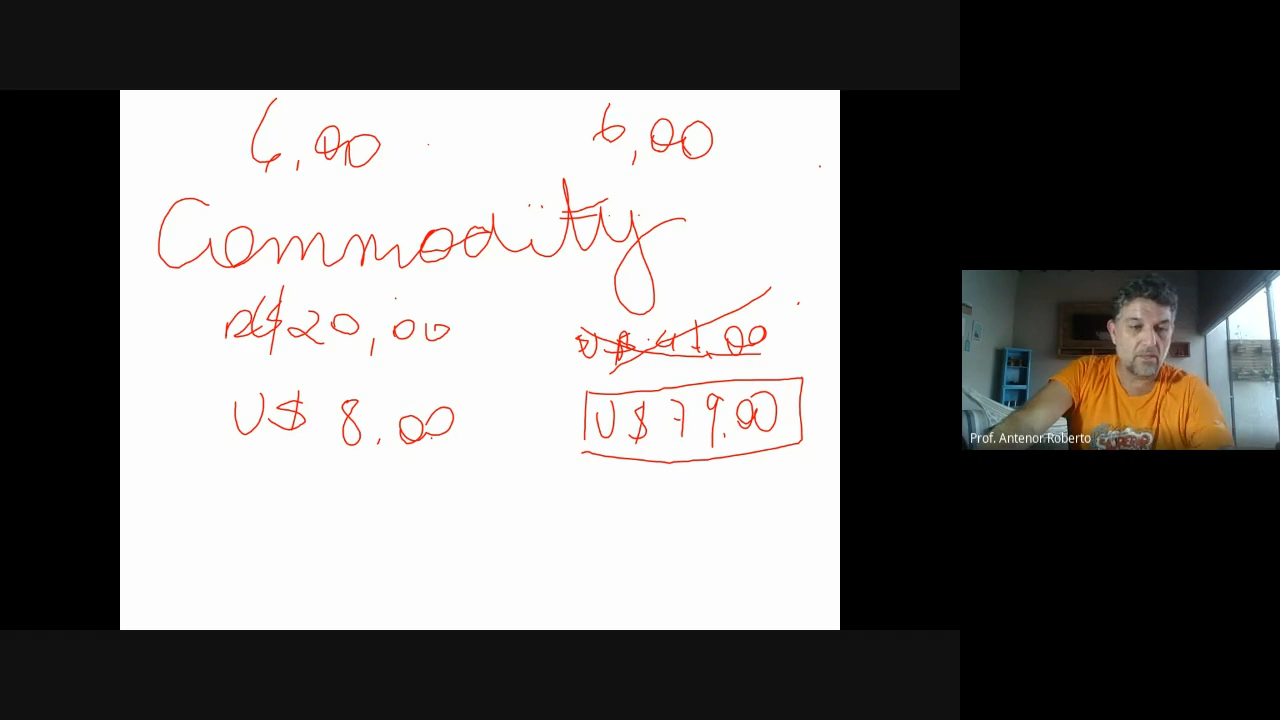 6,00 6,00
Commodity
R$20,00
U$ 8,00 U$ 79.00
Prof. Antenor Roberto